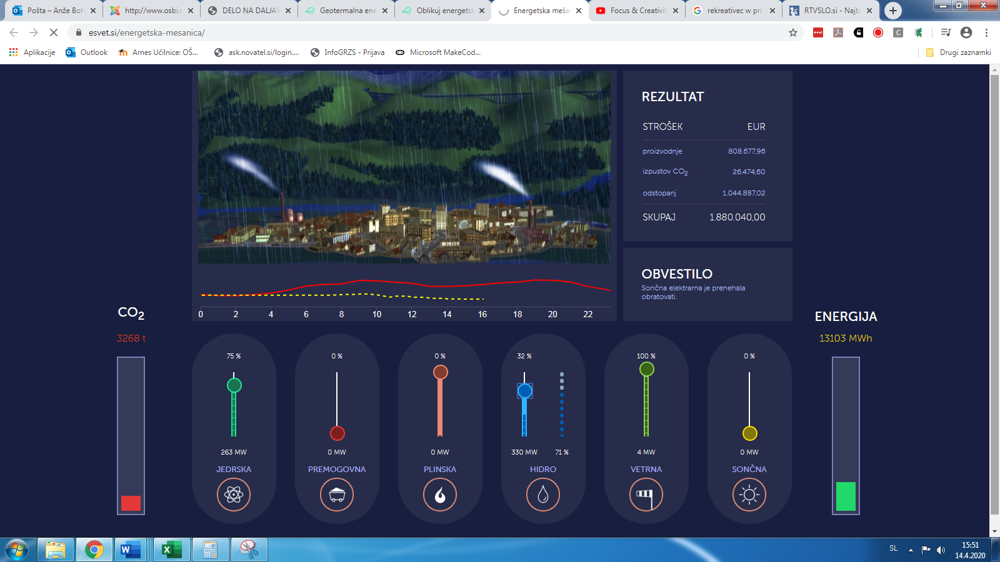 Pošta – Anže Boh
http://www.osbi.s
DELO NA DALJAV
Geotermalna ene
Oblikuj energetsk
Energetska meša
Focus & Creativit
rekreativec w pri
RTVSLO.si - Najb
esvet.si/energetska-mesanica/
Aplikacije
Outlook
Arnes Učilnice: OŠ...
ask.novatel.si/login....
InfoGRZS - Prijava
Microsoft MakeCod...
Drugi zaznamki
REZULTAT
STROŠEK EUR
proizvodnje 808.677,96
izpustov CO2 26.474,60
odstopanj 1.044.887,02
SKUPAJ 1.880.040,00
OBVESTILO
Sončna elektrarna je prenehala
obratovati.
0 2 4 6 8 10 12 14 16 18 20 22
CO2
3268 t
ENERGIJA
13103 MWh
75 % 0 % 0 % 32 % 100 % 0 %
263 MW 0 MW 0 MW 330 MW 71 % 4 MW 0 MW
JEDRSKA PREMOGOVNA PLINSKA HIDRO VETRNA SONČNA
SL
15:51
14.4.2020